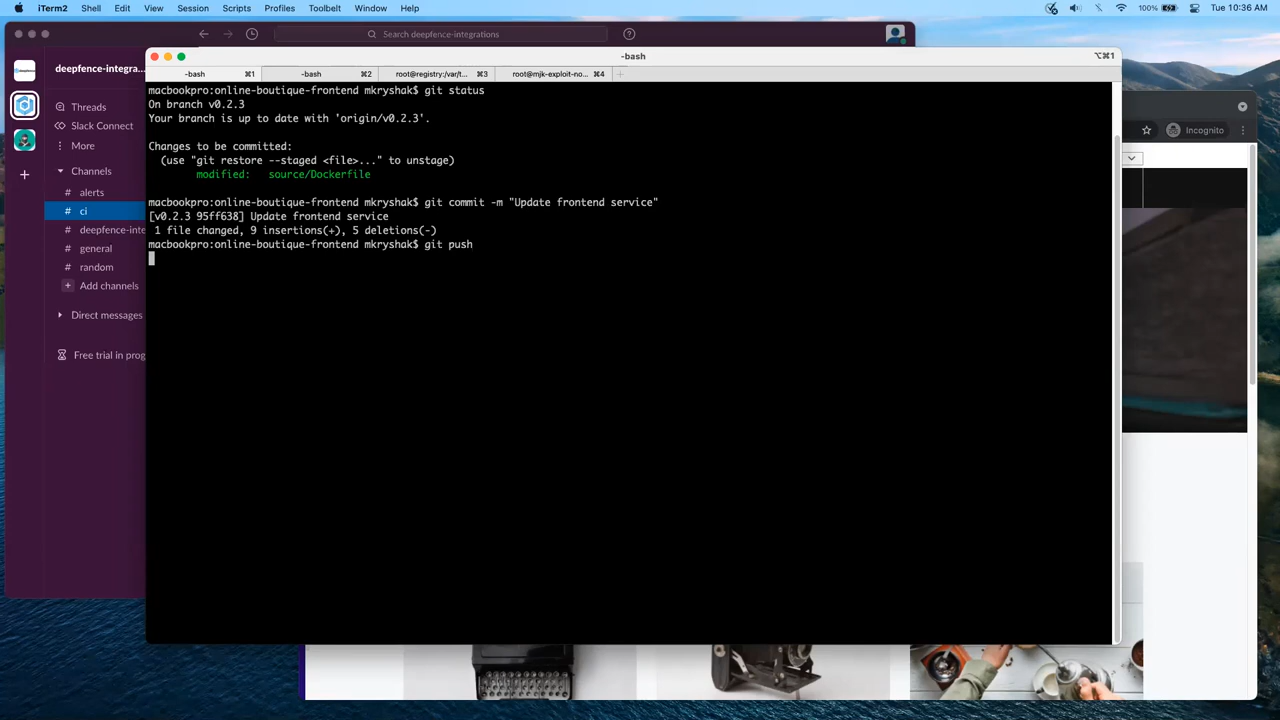 iTerm2 Shell Edit View Session Scripts Profiles Toolbelt Window Help
100% Tue 10:36 AM
Search deepfence-integrations
deepfence-integra...
Threads
Slack Connect
More
Channels
# alerts
# ci
# deepfence-inte
# general
# random
+ Add channels
Direct messages
Free trial in prog
-bash
⌥⌘1
-bash ⌘1
-bash ⌘2
root@registry:/var/t... ⌘3
root@mjk-exploit-no... ⌘4
macbookpro:online-boutique-frontend mkryshak$ git status
On branch v0.2.3
Your branch is up to date with 'origin/v0.2.3'.
Changes to be committed:
(use "git restore --staged <file>..." to unstage)
modified: source/Dockerfile
macbookpro:online-boutique-frontend mkryshak$ git commit -m "Update frontend service"
[v0.2.3 95ff638] Update frontend service
1 file changed, 9 insertions(+), 5 deletions(-)
macbookpro:online-boutique-frontend mkryshak$ git push
Incognito